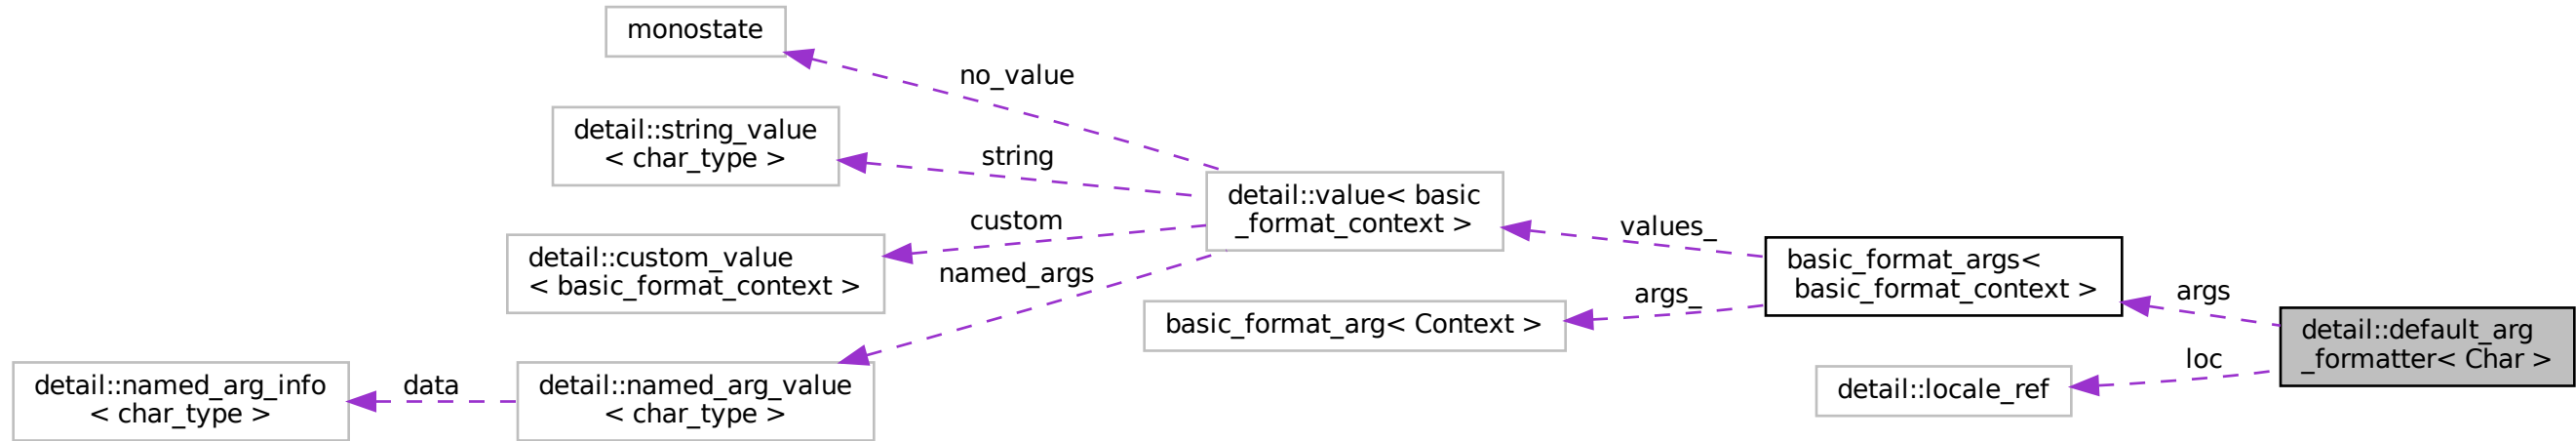 monostate
no_value
detail::string_value
< char_type >
string
detail::value< basic
_format_context >
custom
values_
detail::custom_value
< basic_format_context >
named_args
basic_format_args<
basic_format_context >
args_
args
basic_format_arg< Context >
detail::default_arg
_formatter< Char >
loc
detail::named_arg_info
< char_type >
data
detail::named_arg_value
< char_type >
detail::locale_ref